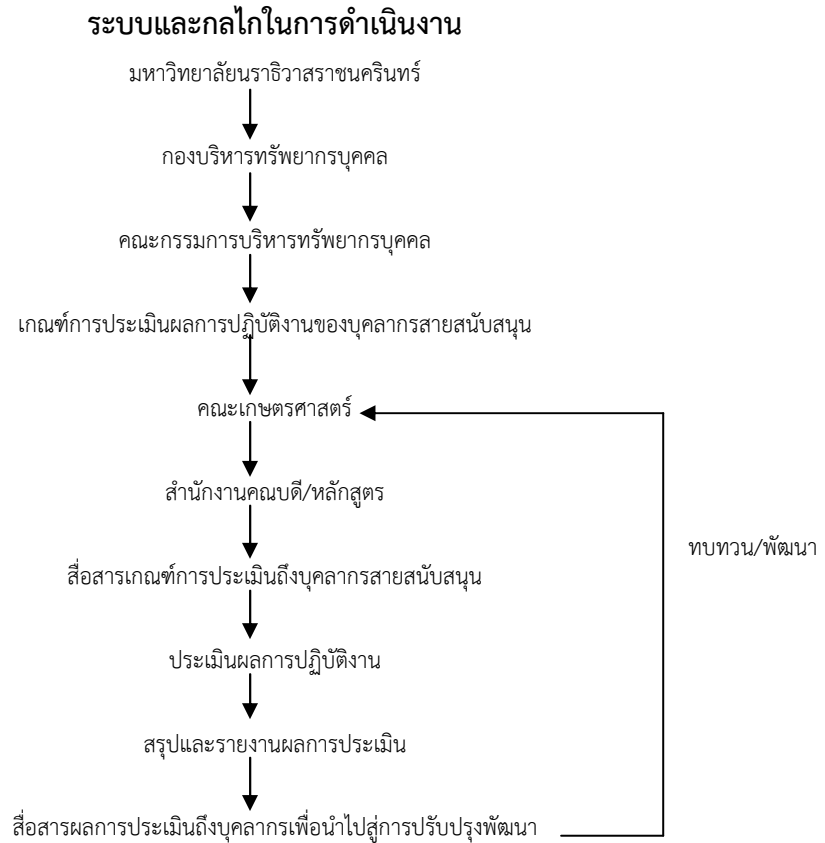 ระบบและกลไกในการดำเนินงาน
มหาวิทยาลัยนราธิวาสราชนครินทร์
กองบริหารทรัพยากรบุคคล
คณะกรรมการบริหารทรัพยากรบุคคล
เกณฑ์การประเมินผลการปฏิบัติงานของบุคลากรสายสนับสนุน
คณะเกษตรศาสตร์
สำนักงานคณบดี/หลักสูตร
ทบทวน/พัฒนา
สื่อสารเกณฑ์การประเมินถึงบุคลากรสายสนับสนุน
ประเมินผลการปฏิบัติงาน
สรุปและรายงานผลการประเมิน
สื่อสารผลการประเมินถึงบุคลากรเพื่อนำไปสู่การปรับปรุงพัฒนา